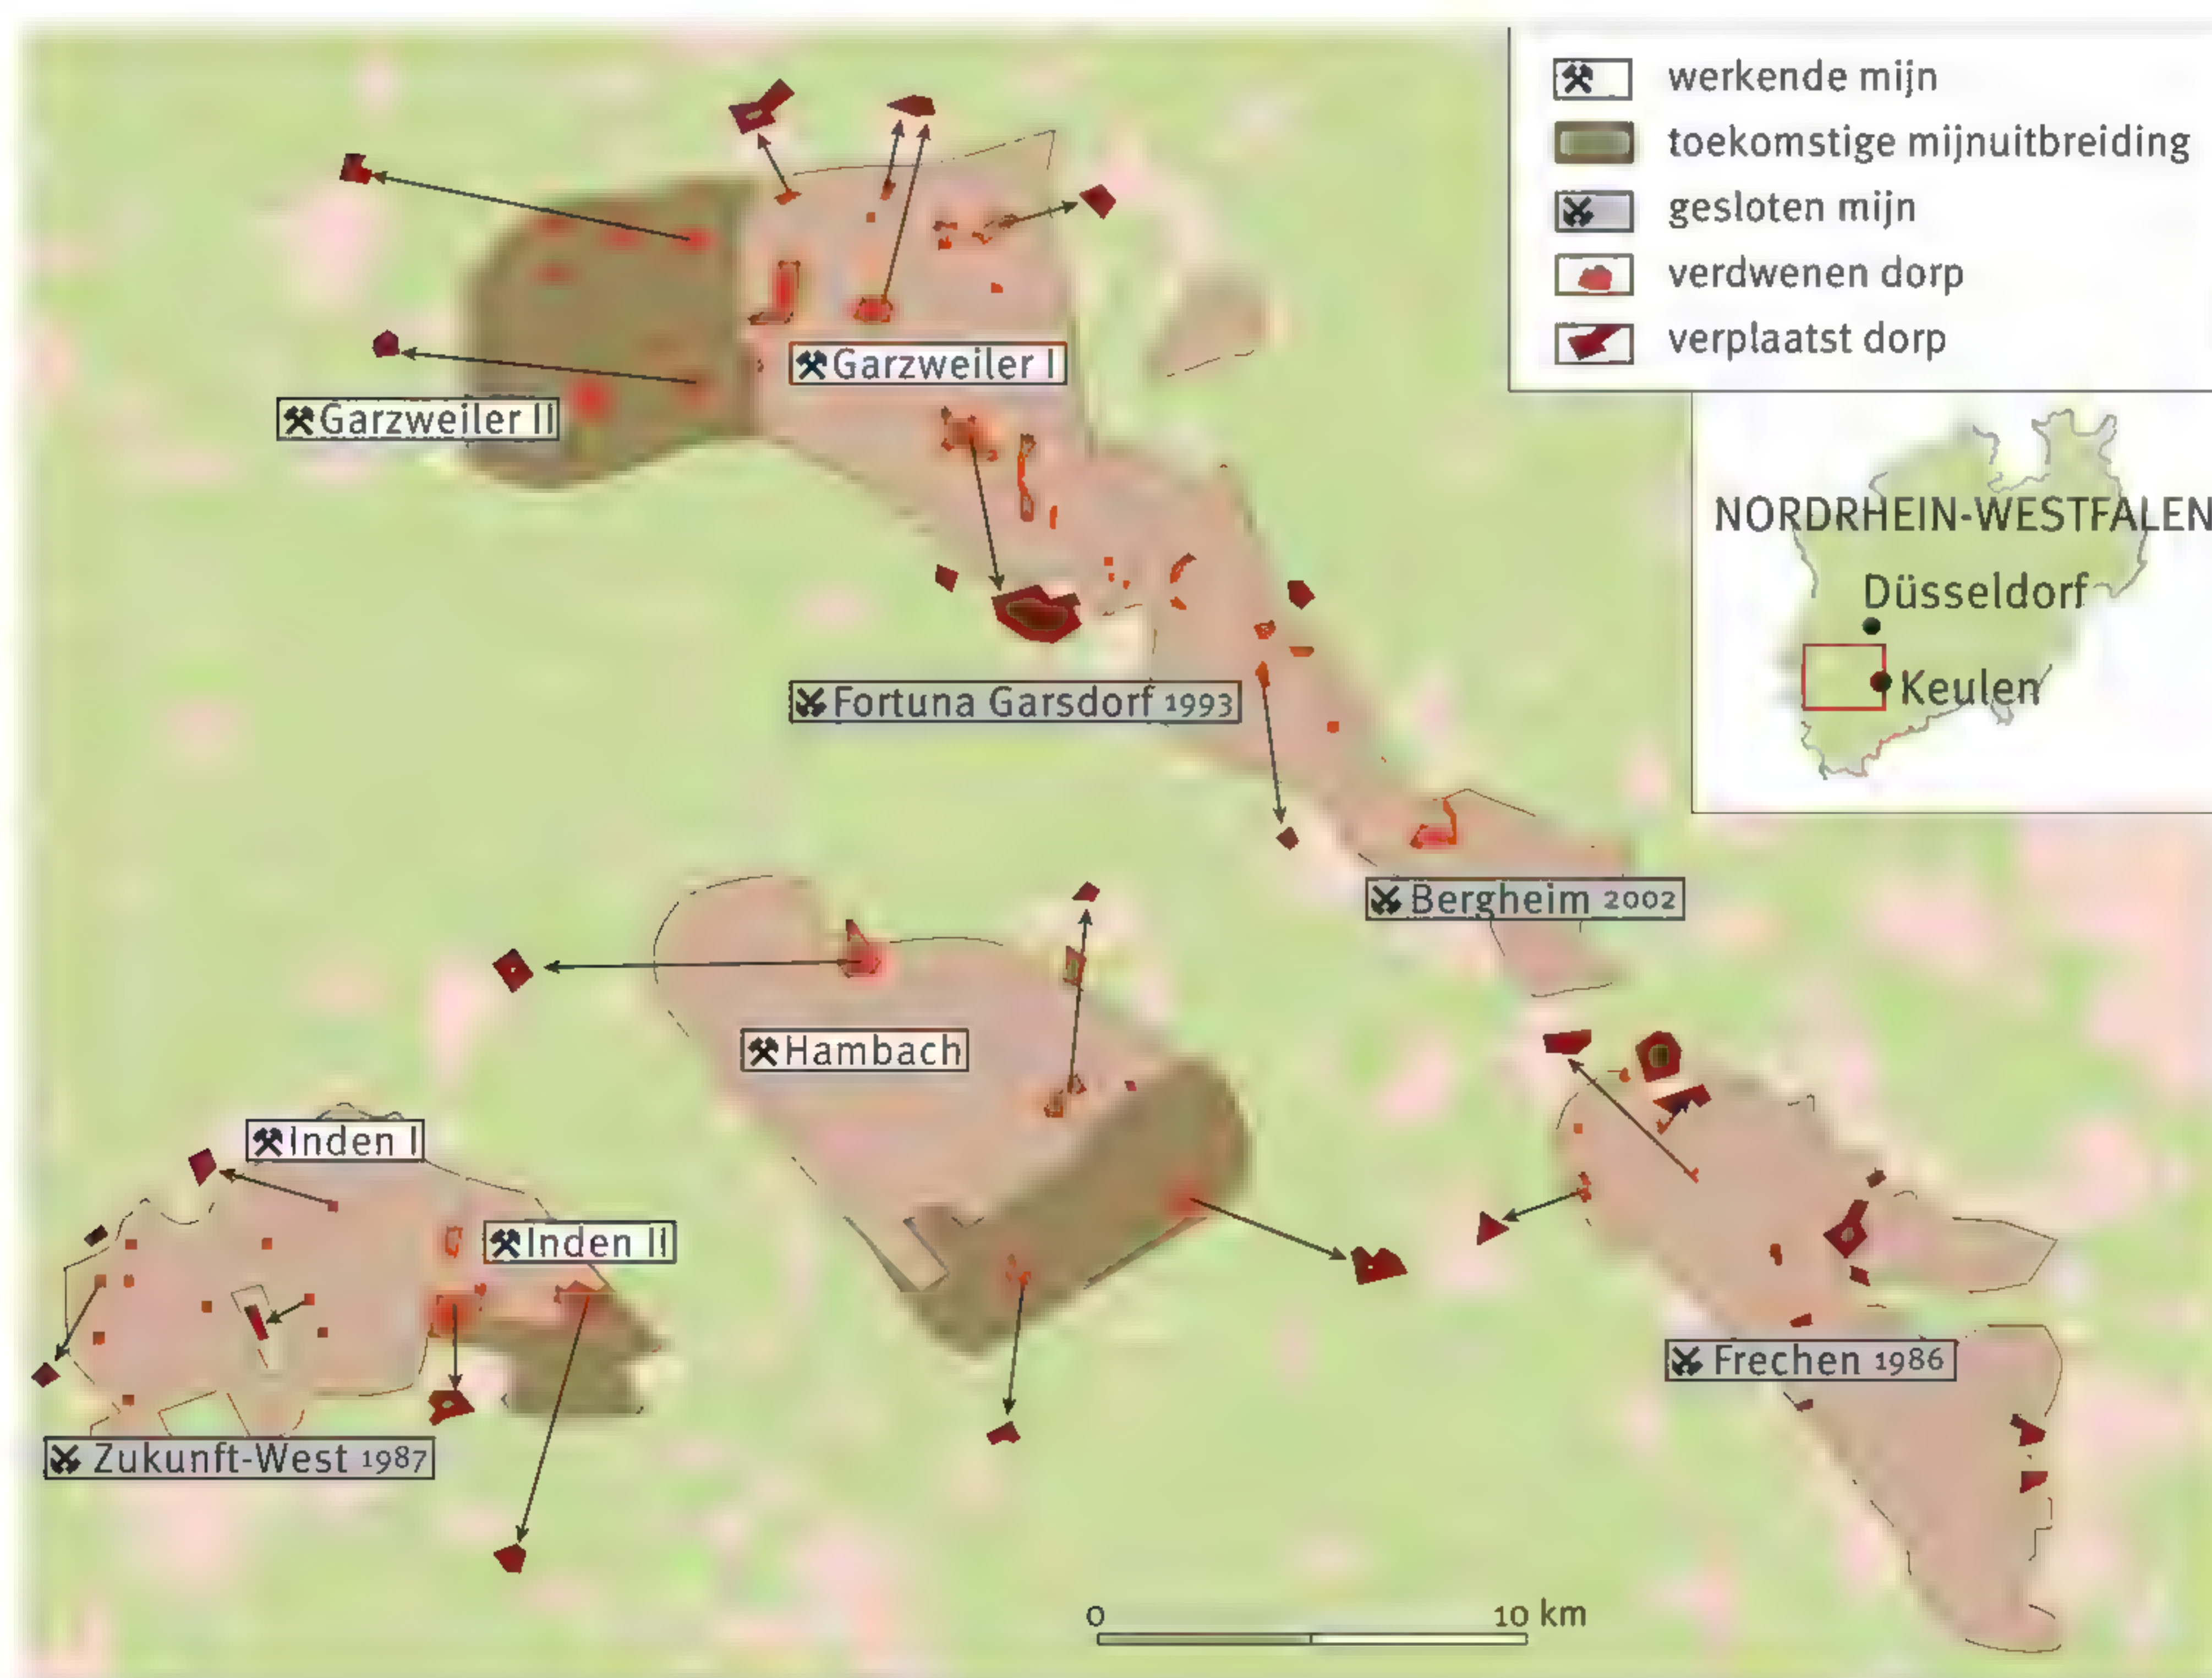 werkende mijn
toekomstige mijnuitbreiding
gesloten mijn
verdwenen dorp
verplaatst dorp
Garzweiler I
Garzweiler II
NORDRHEIN-WESTFALEN
Düsseldorf
Keulen
Fortuna Garsdorf 1993
Bergheim 2002
Hambach
Inden I
Inden II
Frechen 1986
Zukunft-West 1987
0 10 km